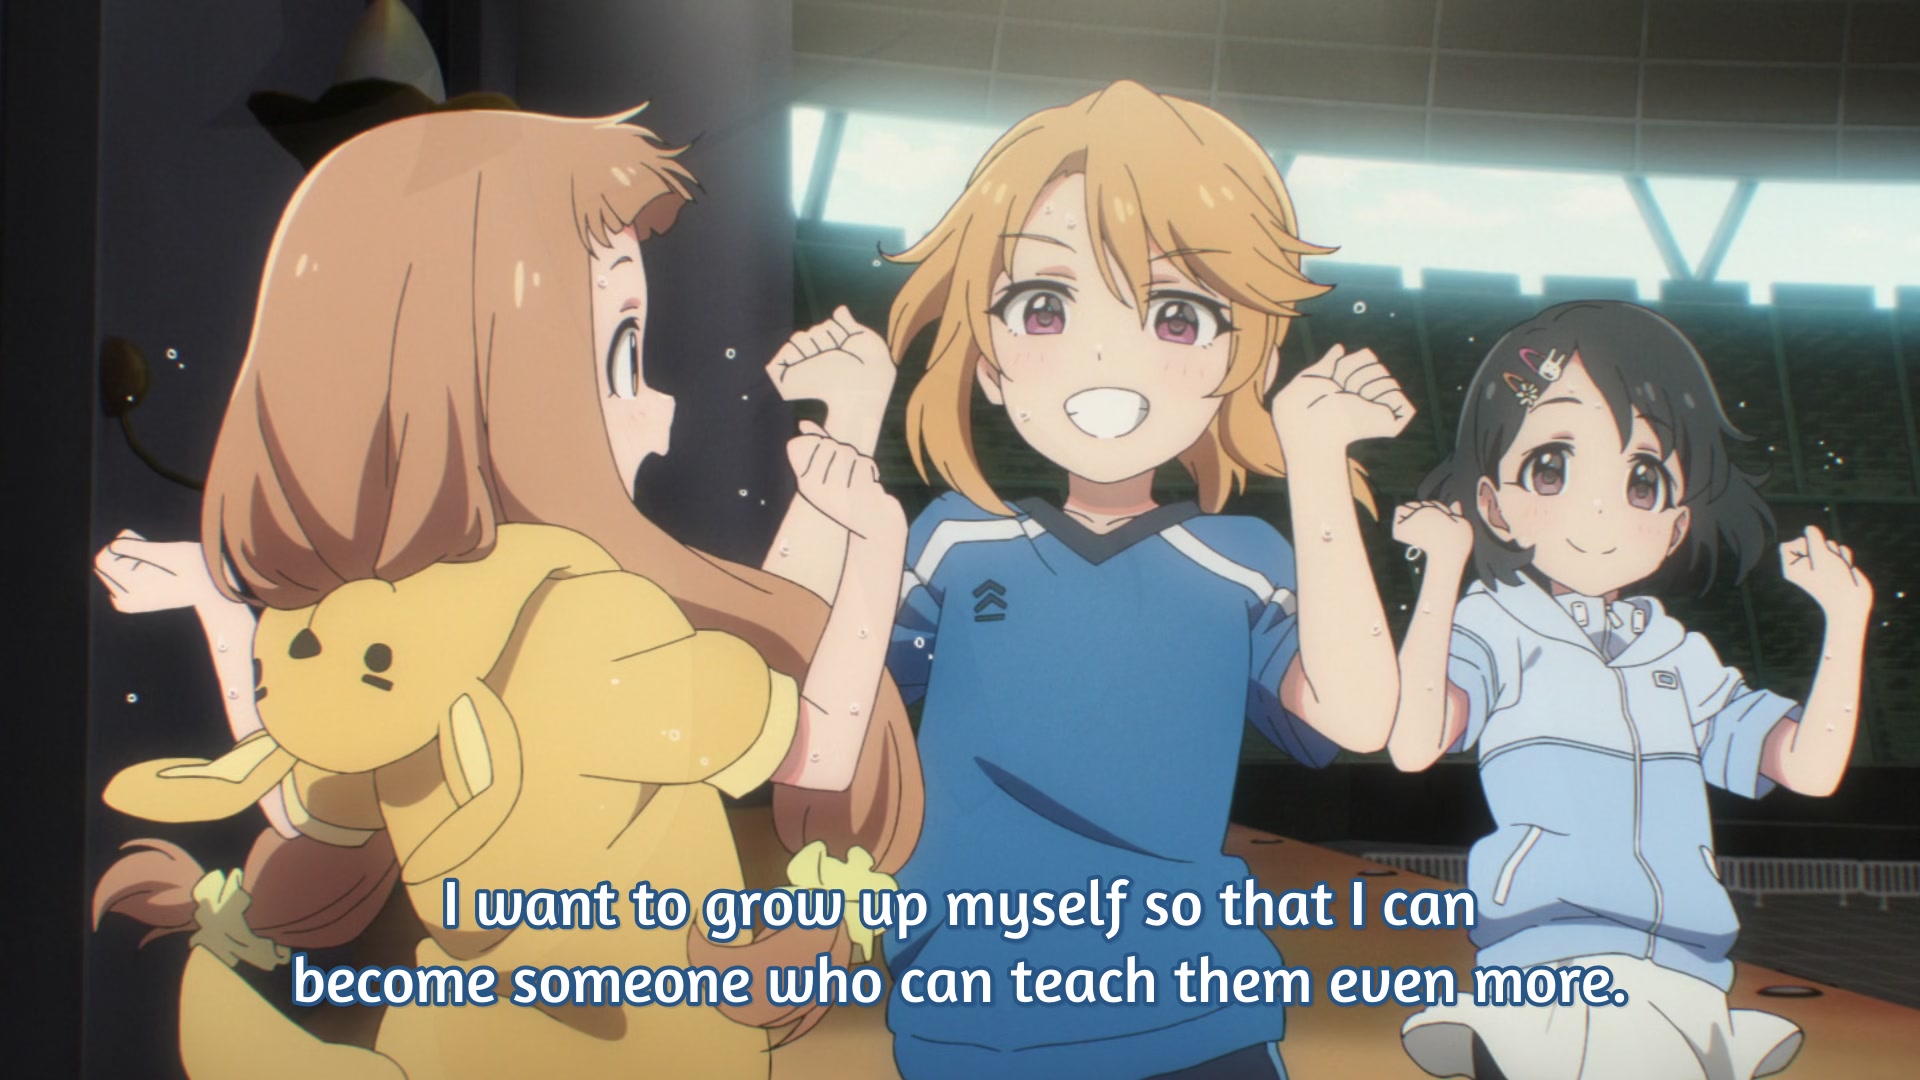 I want to grow up myself so that I can
become someone who can teach them even more.